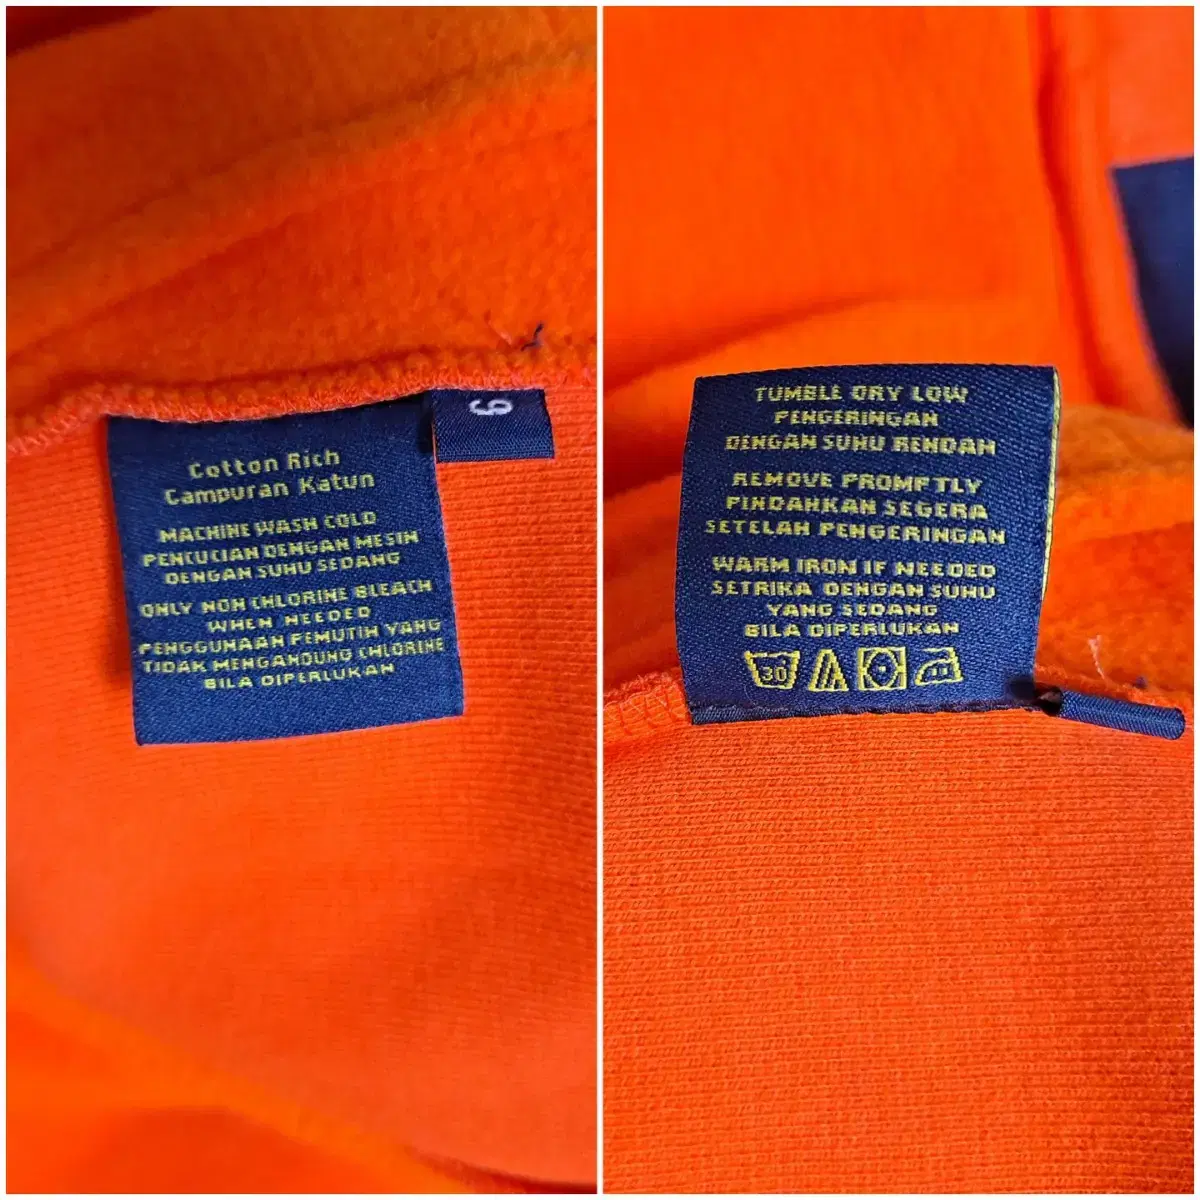 6
Cotton Rich
Campuran Katun
MACHINE WASH COLD
PENCUCIAN DENGAN MESIN
DENGAN SUHU SEDANG
ONLY NON CHLORINE BLEACH
WHEN NEEDED
PENGGUNAAN PEMUTIH YANG
TIDAK MENGANDUNG CHLORINE
BILA DIPERLUKAN
TUMBLE DRY LOW
PENGERINGAN
DENGAN SUHU RENDAH
REMOVE PROMPTLY
PINDAHKAN SEGERA
SETELAH PENGERINGAN
WARM IRON IF NEEDED
SETRIKA DENGAN SUHU
YANG SEDANG
BILA DIPERLUKAN
30